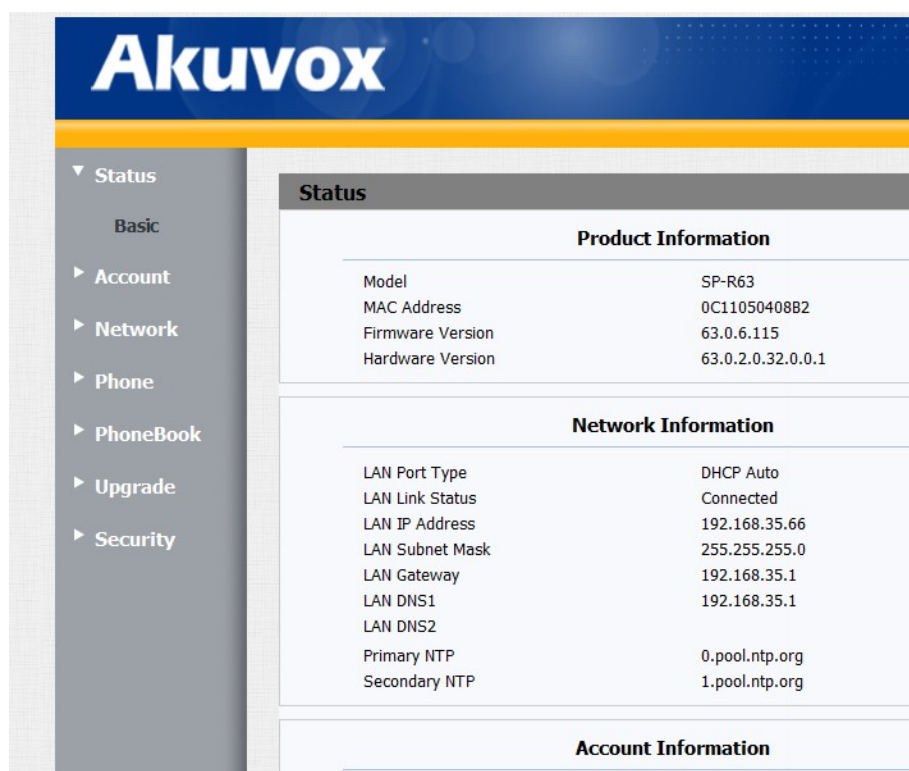 Akuvox
Status
Basic
Account
Network
Phone
PhoneBook
Upgrade
Security
Status
Product Information
Model SP-R63
MAC Address 0C11050408B2
Firmware Version 63.0.6.115
Hardware Version 63.0.2.0.32.0.0.1
Network Information
LAN Port Type DHCP Auto
LAN Link Status Connected
LAN IP Address 192.168.35.66
LAN Subnet Mask 255.255.255.0
LAN Gateway 192.168.35.1
LAN DNS1 192.168.35.1
LAN DNS2
Primary NTP 0.pool.ntp.org
Secondary NTP 1.pool.ntp.org
Account Information